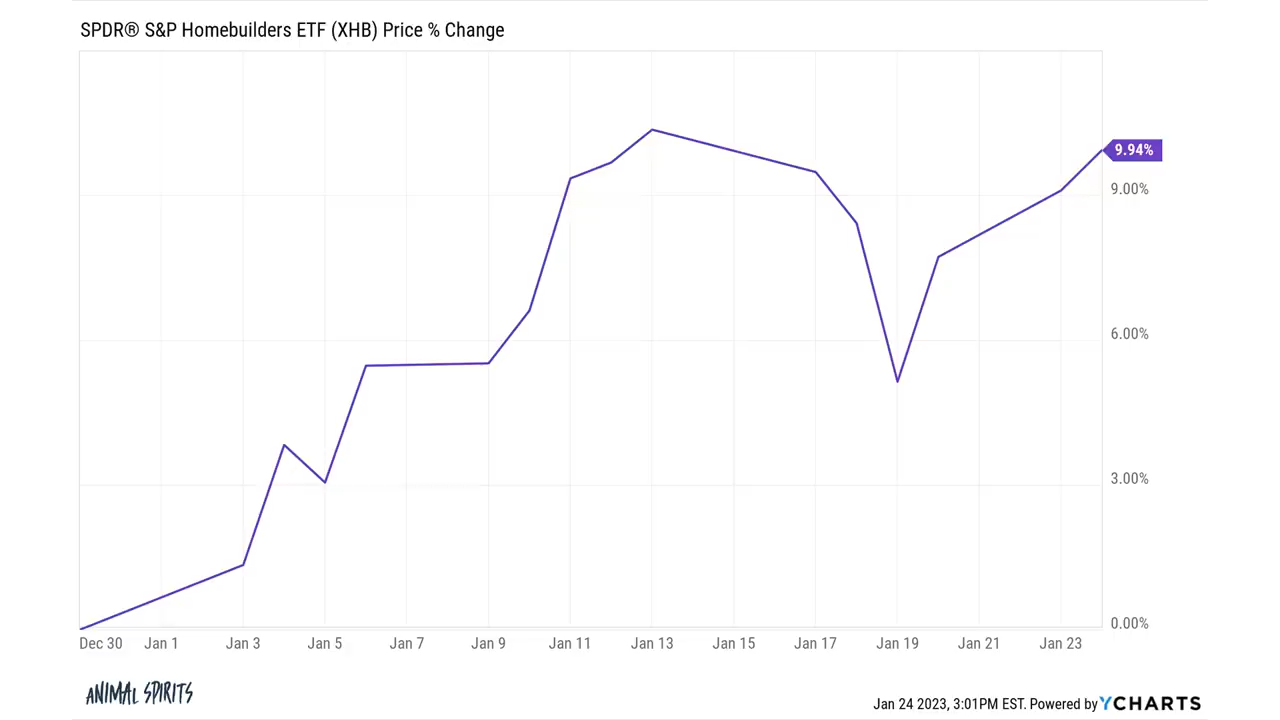 SPDR® S&P Homebuilders ETF (XHB) Price % Change
9.94%
9.00%
6.00%
3.00%
0.00%
Dec 30 Jan 1 Jan 3 Jan 5 Jan 7 Jan 9 Jan 11 Jan 13 Jan 15 Jan 17 Jan 19 Jan 21 Jan 23
ANIMAL SPIRITS
Jan 24 2023, 3:01PM EST. Powered by YCHARTS